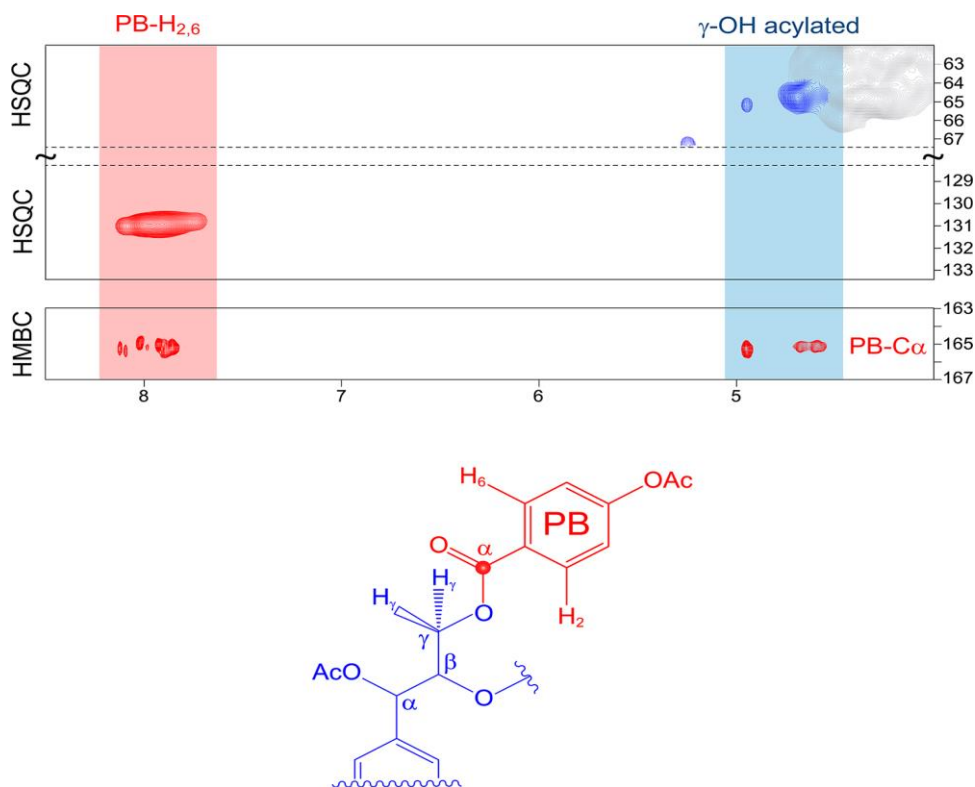 PB-H2,6 γ-OH acylated
HSQC
63
64
65
66
67
~ ~
HSQC
129
130
131
132
133
HMBC
163
165
167
PB-Cα
8 7 6 5
H6 OAc
PB
O α
Hγ Hγ
O H2
γ
AcO β
O
α